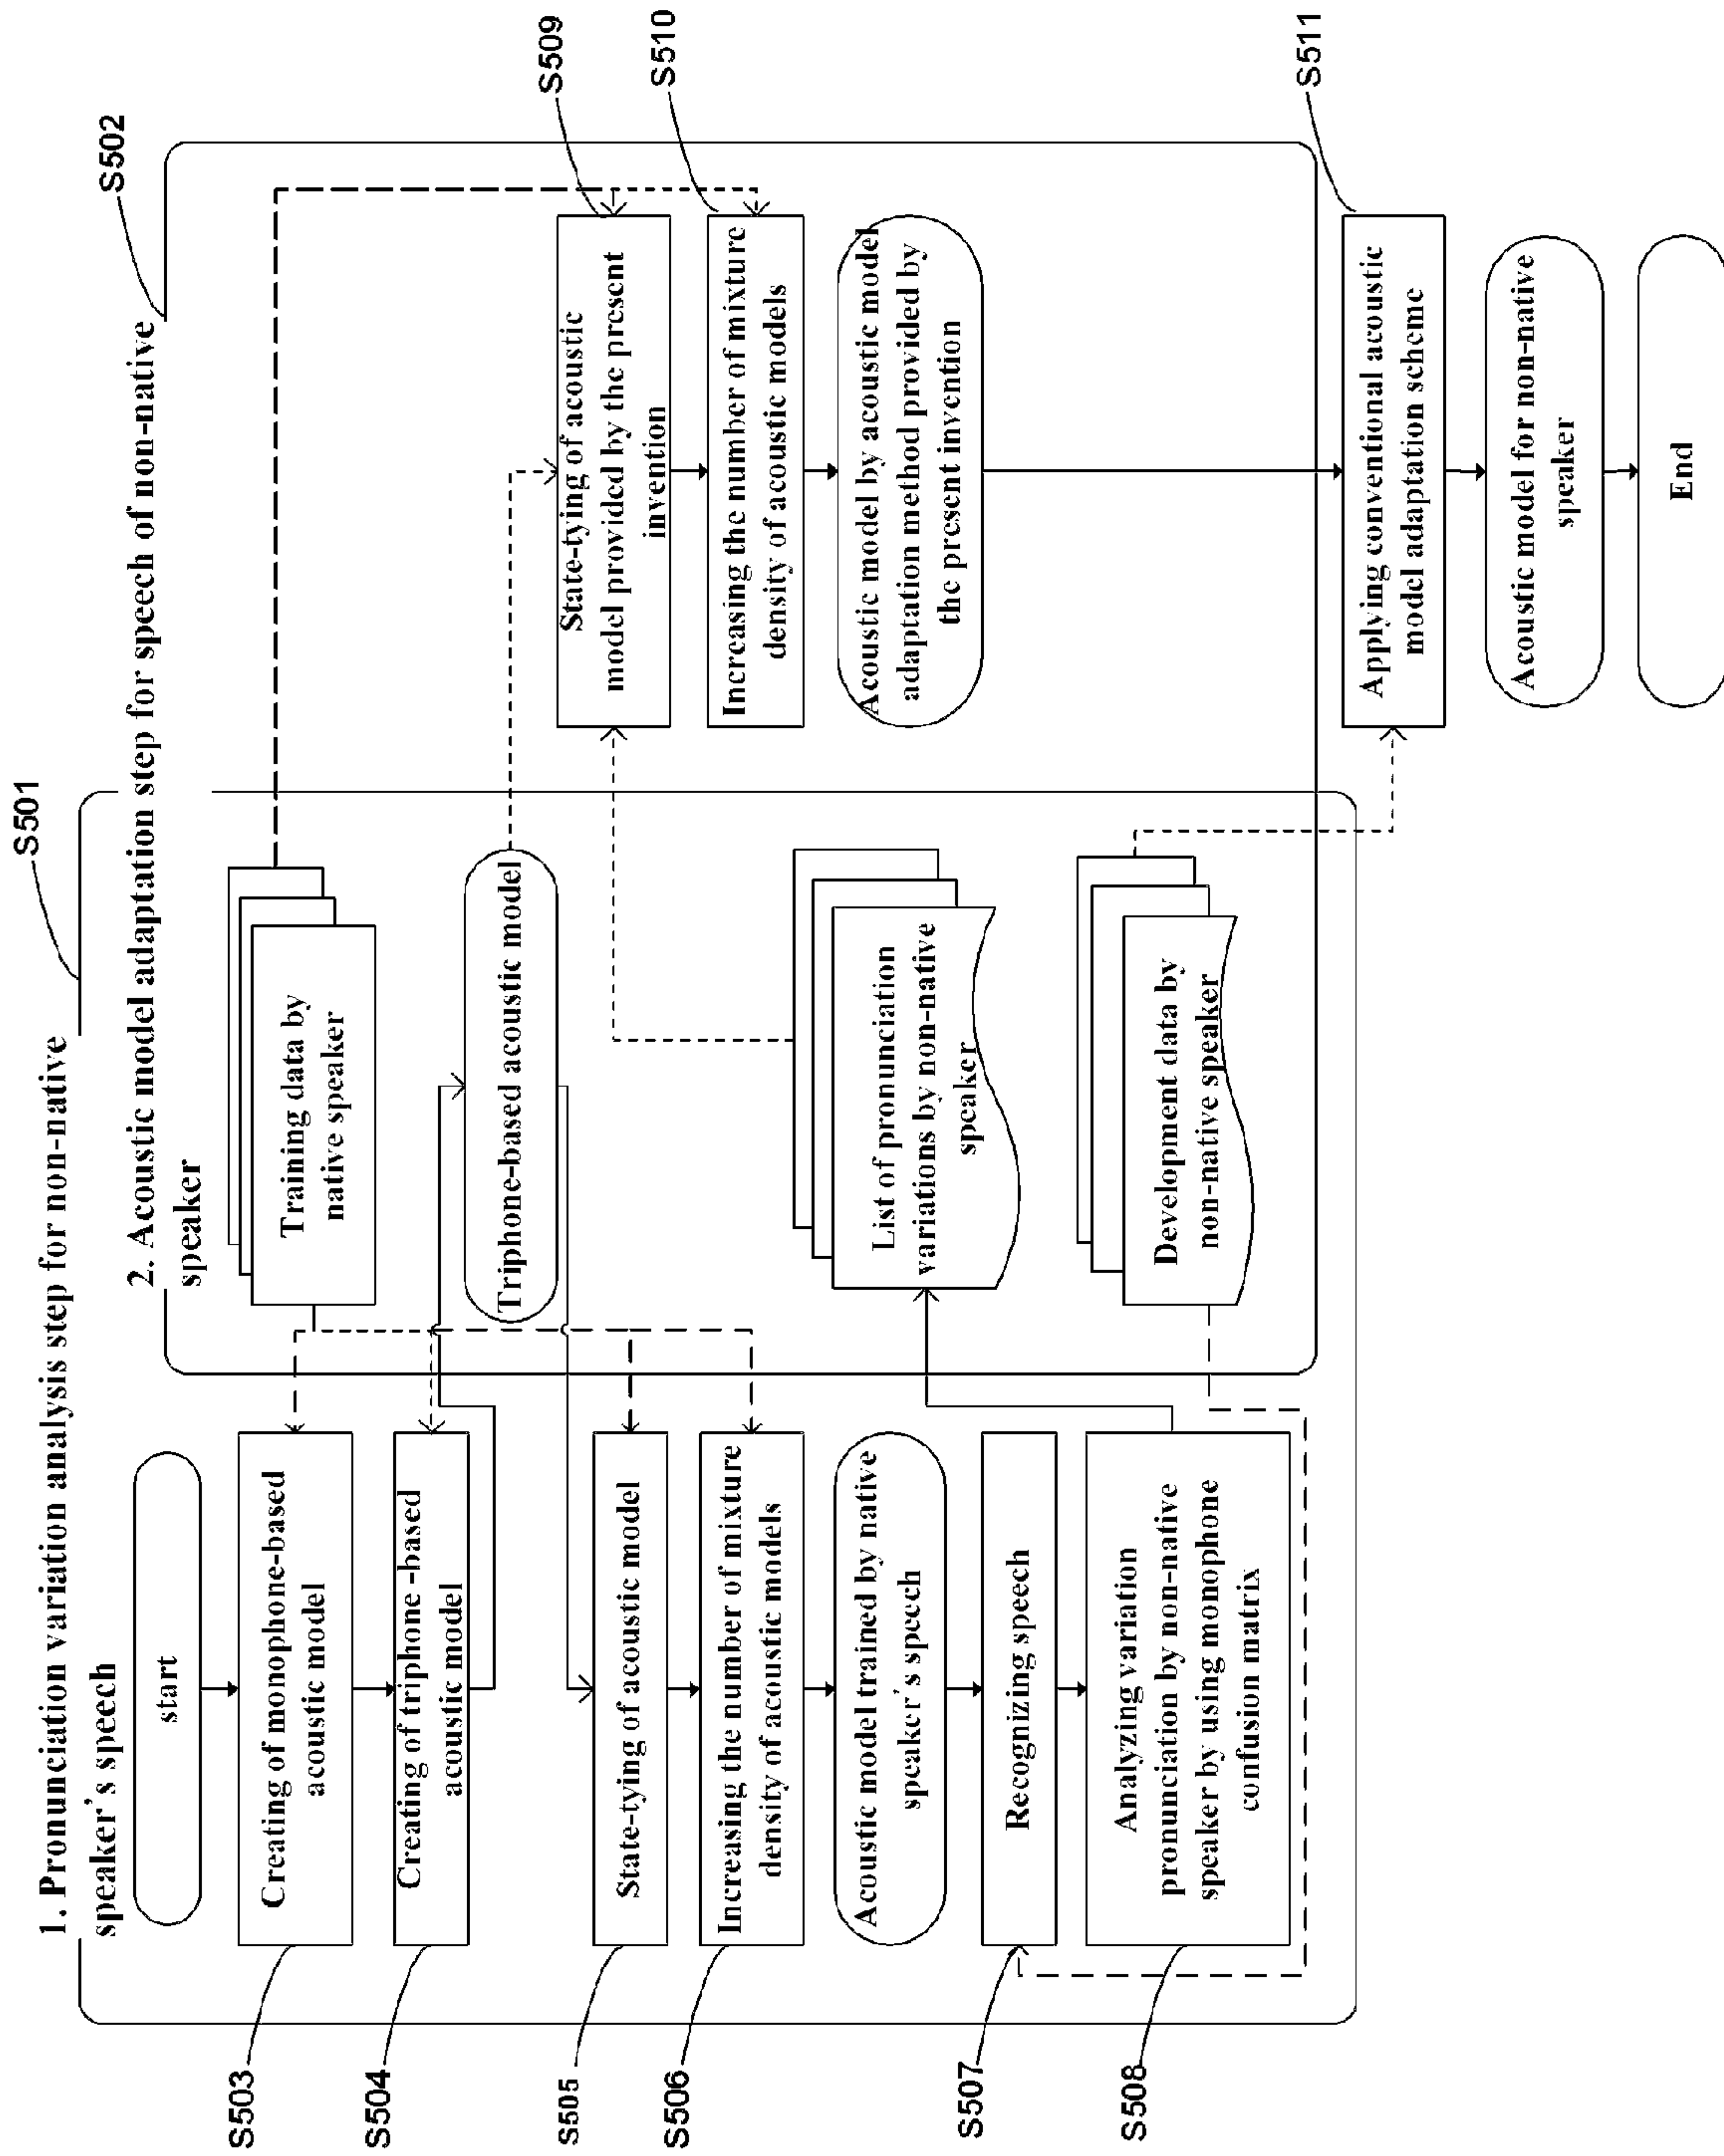 S501
1. Pronunciation variation analysis step for non-native
speaker's speech
S502
2. Acoustic model adaptation step for speech of non-native
speaker
start
S503
Creating of monophone-based
acoustic model
S504
Creating of triphone -based
acoustic model
S505
State-tying of acoustic model
S506
Increasing the number of mixture
density of acoustic models
Acoustic model trained by native
speaker's speech
S507
Recognizing speech
S508
Analyzing variation
pronunciation by non-native
speaker by using monophone
confusion matrix
Training data by
native speaker
Triphone-based acoustic model
List of pronunciation
variations by non-native
speaker
Development data by
non-native speaker
S509
State-tying of acoustic
model provided by the present
invention
S510
Increasing the number of mixture
density of acoustic models
Acoustic model by acoustic model
adaptation method provided by
the present invention
S511
Applying conventional acoustic
model adaptation scheme
Acoustic model for non-native
speaker
End